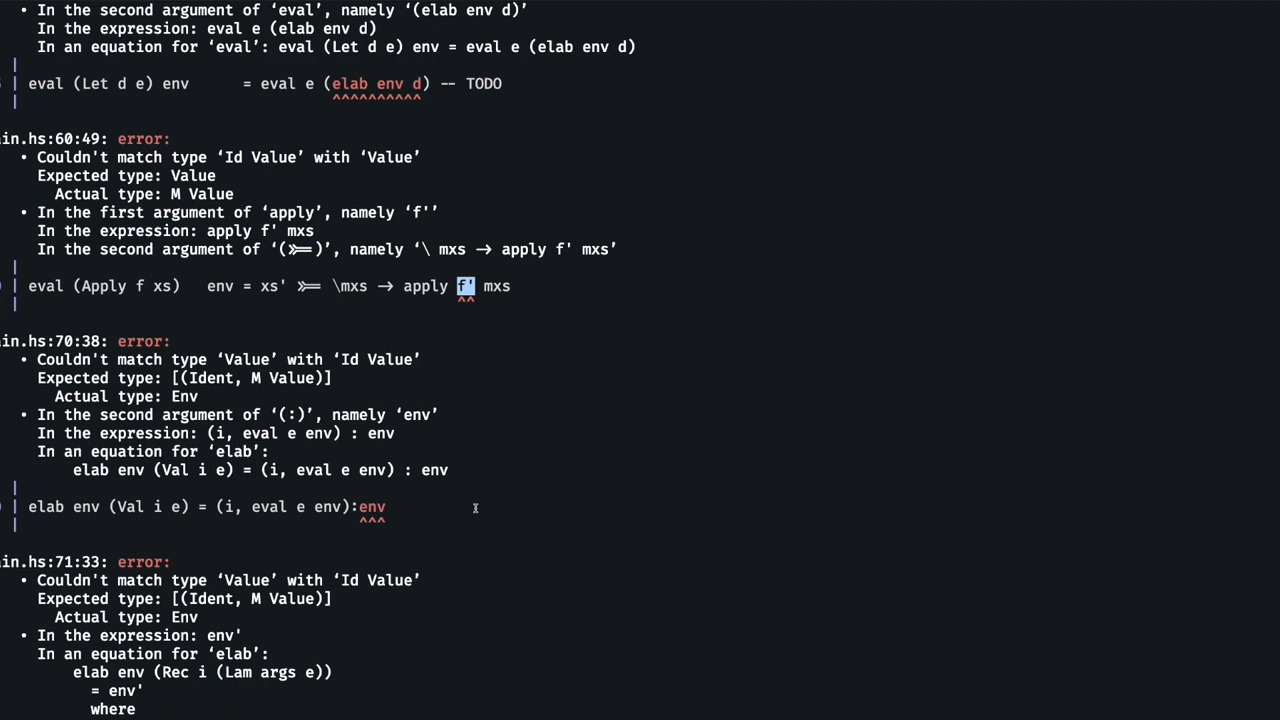 • In the second argument of ‘eval’, namely ‘(elab env d)’
In the expression: eval e (elab env d)
In an equation for ‘eval’: eval (Let d e) env = eval e (elab env d)
|
| eval (Let d e) env      = eval e (elab env d) -- TODO
| ^^^^^^^^^^
ain.hs:60:49: error:
• Couldn't match type ‘Id Value’ with ‘Value’
Expected type: Value
Actual type: M Value
• In the first argument of ‘apply’, namely ‘f'’
In the expression: apply f' mxs
In the second argument of ‘(>>=)’, namely ‘\ mxs -> apply f' mxs’
|
| eval (Apply f xs)   env = xs' >>= \mxs -> apply f' mxs
| ^^
ain.hs:70:38: error:
• Couldn't match type ‘Value’ with ‘Id Value’
Expected type: [(Ident, M Value)]
Actual type: Env
• In the second argument of ‘(:)’, namely ‘env’
In the expression: (i, eval e env) : env
In an equation for ‘elab’:
elab env (Val i e) = (i, eval e env) : env
|
| elab env (Val i e) = (i, eval e env):env
| ^^^
ain.hs:71:33: error:
• Couldn't match type ‘Value’ with ‘Id Value’
Expected type: [(Ident, M Value)]
Actual type: Env
• In the expression: env'
In an equation for ‘elab’:
elab env (Rec i (Lam args e))
= env'
where